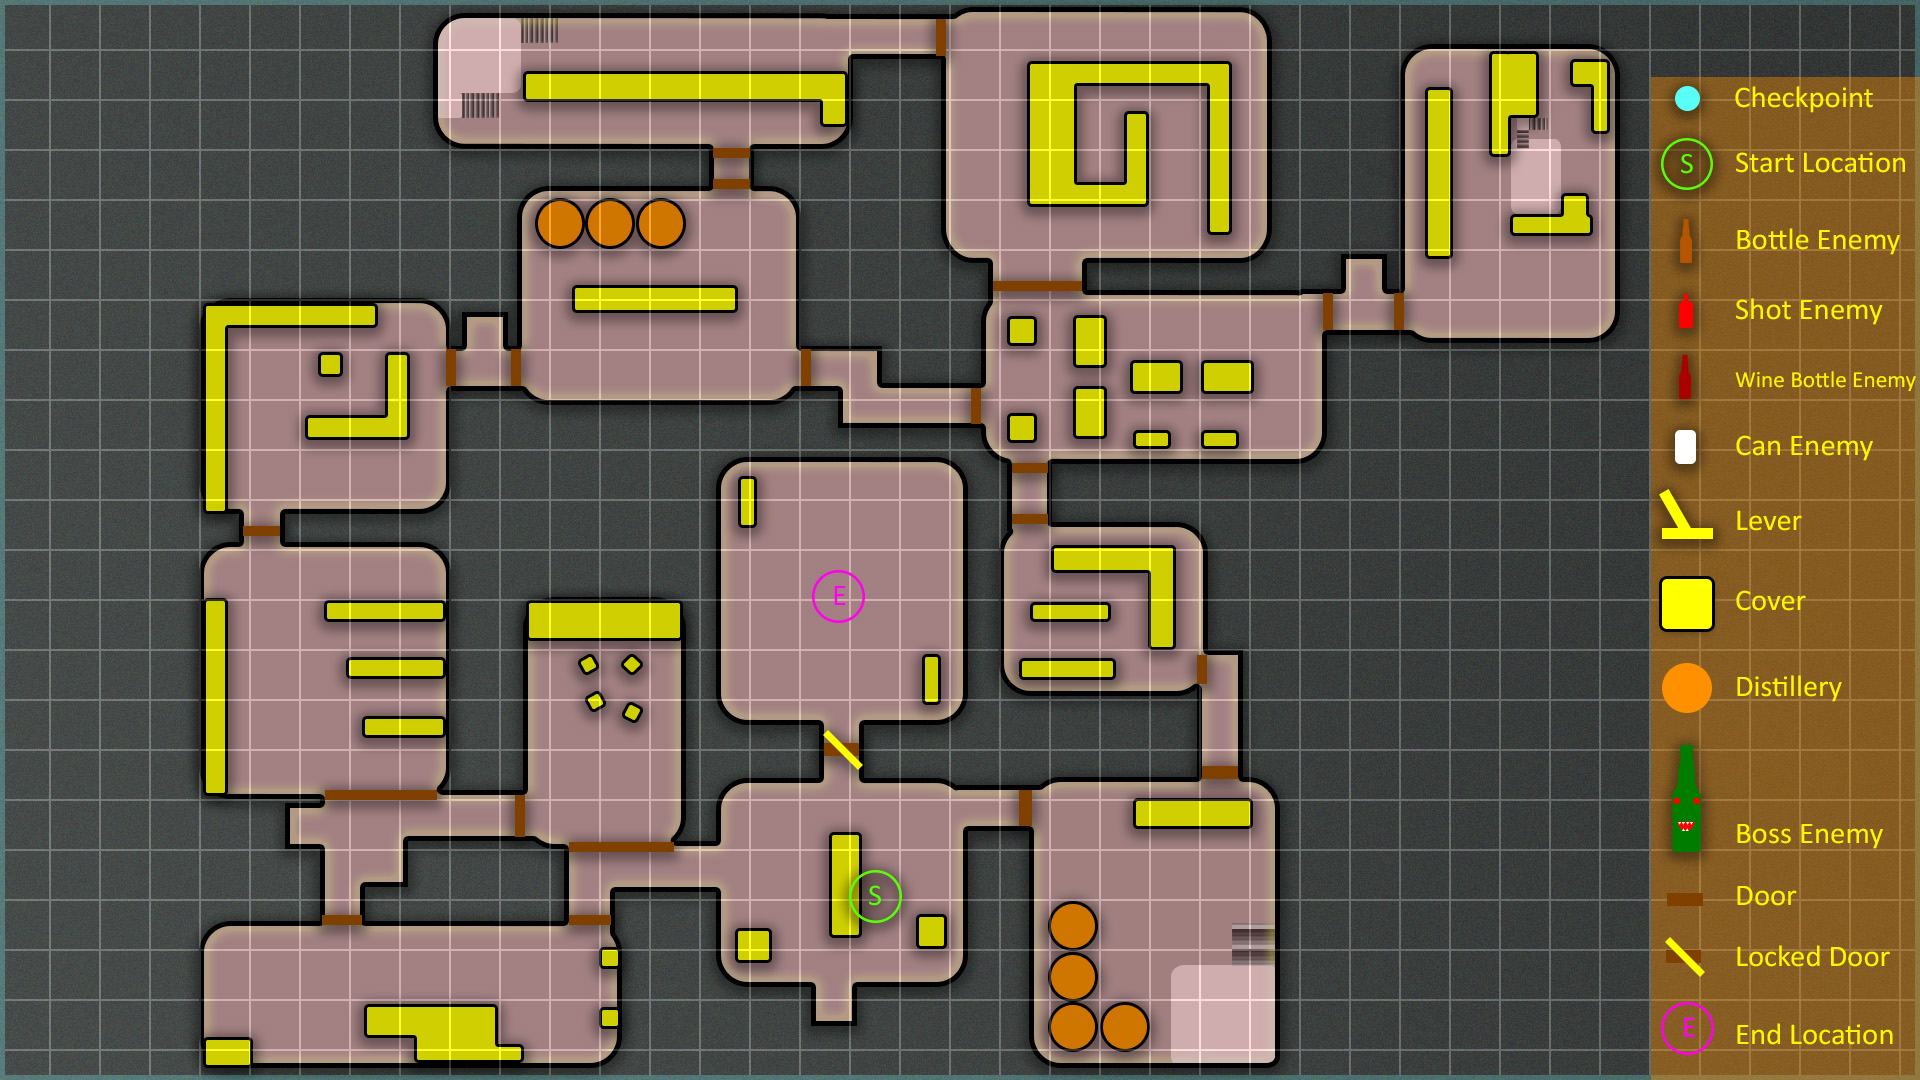 Checkpoint
S Start Location
Bottle Enemy
Shot Enemy
Wine Bottle Enemy
Can Enemy
Lever
Cover
E
Distillery
Boss Enemy
S
Door
Locked Door
E End Location